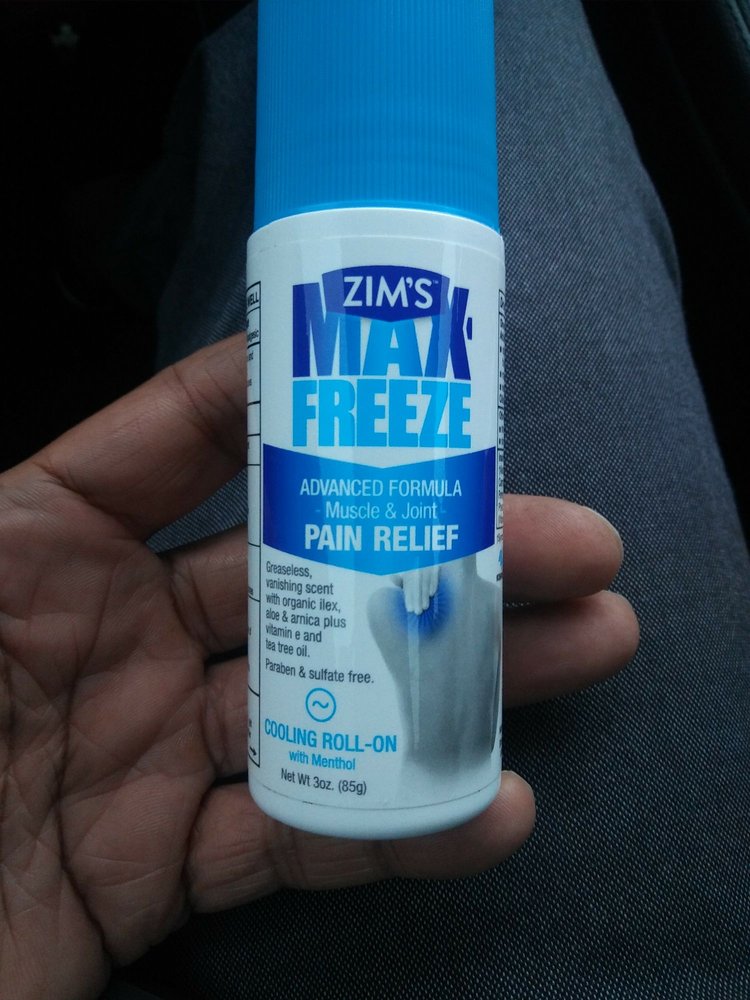 ZIM'S™
MAX-
FREEZE
ADVANCED FORMULA
- Muscle & Joint -
PAIN RELIEF
Greaseless,
vanishing scent
with organic ilex,
aloe & arnica plus
vitamin e and
tea tree oil.
Paraben & sulfate free.
COOLING ROLL-ON
with Menthol
Net Wt 3oz. (85g)